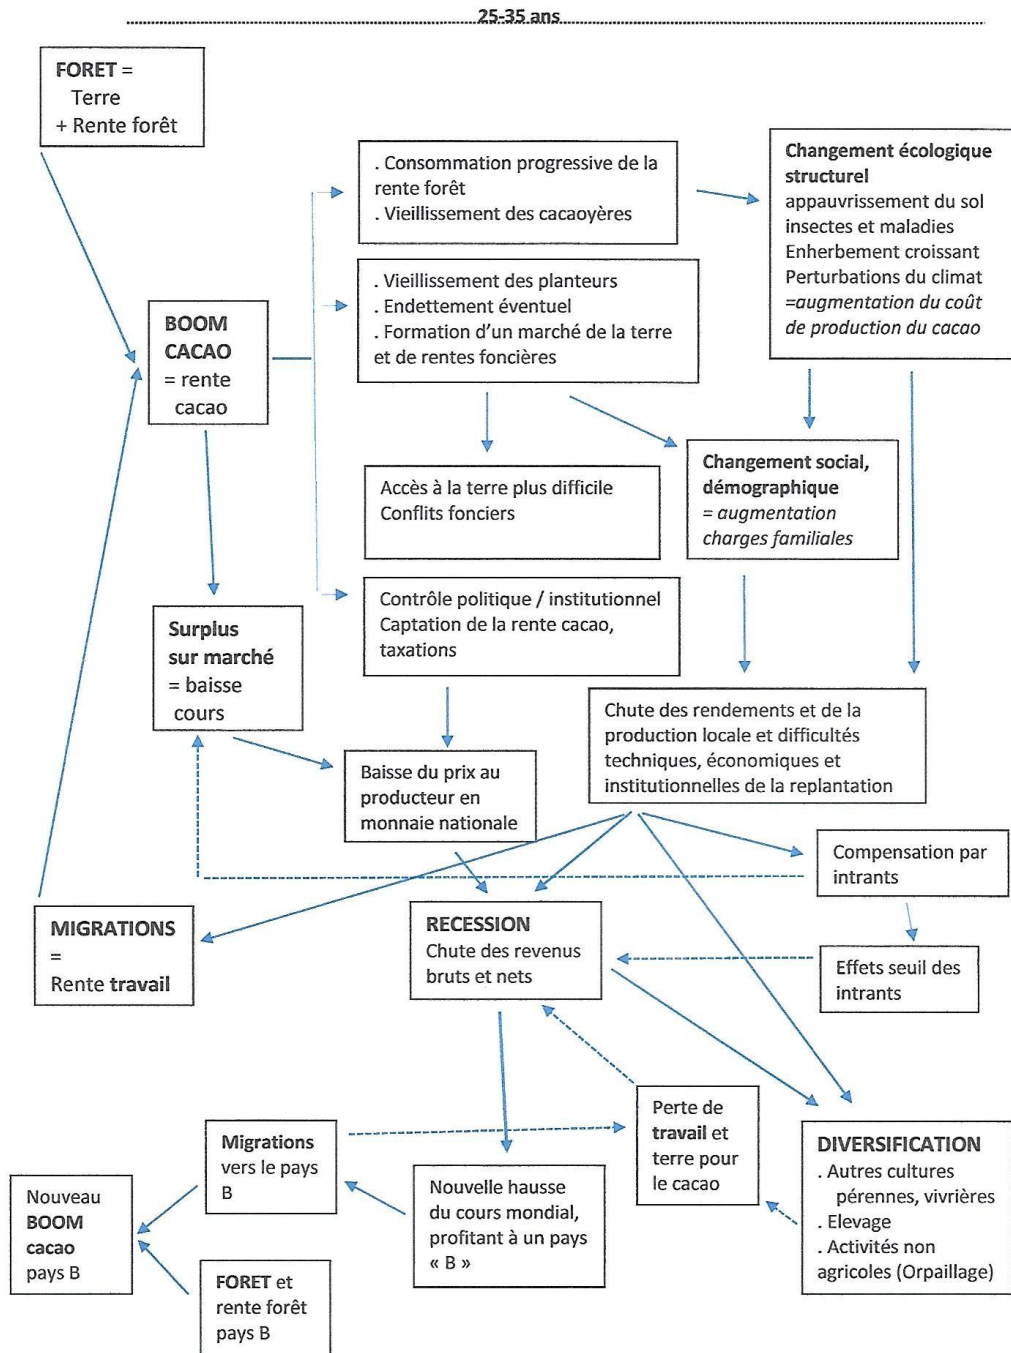 25-35 ans
FORET =
Terre
+ Rente forêt
. Consommation progressive de la
rente forêt
. Vieillissement des cacaoyères
Changement écologique
structurel
appauvrissement du sol
insectes et maladies
Enherbement croissant
Perturbations du climat
=augmentation du coût
de production du cacao
. Vieillissement des planteurs
. Endettement éventuel
. Formation d'un marché de la terre
et de rentes foncières
BOOM
CACAO
= rente
cacao
Accès à la terre plus difficile
Conflits fonciers
Changement social,
démographique
= augmentation
charges familiales
Contrôle politique / institutionnel
Captation de la rente cacao,
taxations
Surplus
sur marché
= baisse
cours
Chute des rendements et de la
production locale et difficultés
techniques, économiques et
institutionnelles de la replantation
Baisse du prix au
producteur en
monnaie nationale
Compensation par
intrants
MIGRATIONS
=
Rente travail
RECESSION
Chute des revenus
bruts et nets
Effets seuil des
intrants
Perte de
travail et
terre pour
le cacao
DIVERSIFICATION
. Autres cultures
pérennes, vivrières
. Elevage
. Activités non
agricoles (Orpaillage)
Migrations
vers le pays
B
Nouvelle hausse
du cours mondial,
profitant à un pays
« B »
Nouveau
BOOM
cacao
pays B
FORET et
rente forêt
pays B